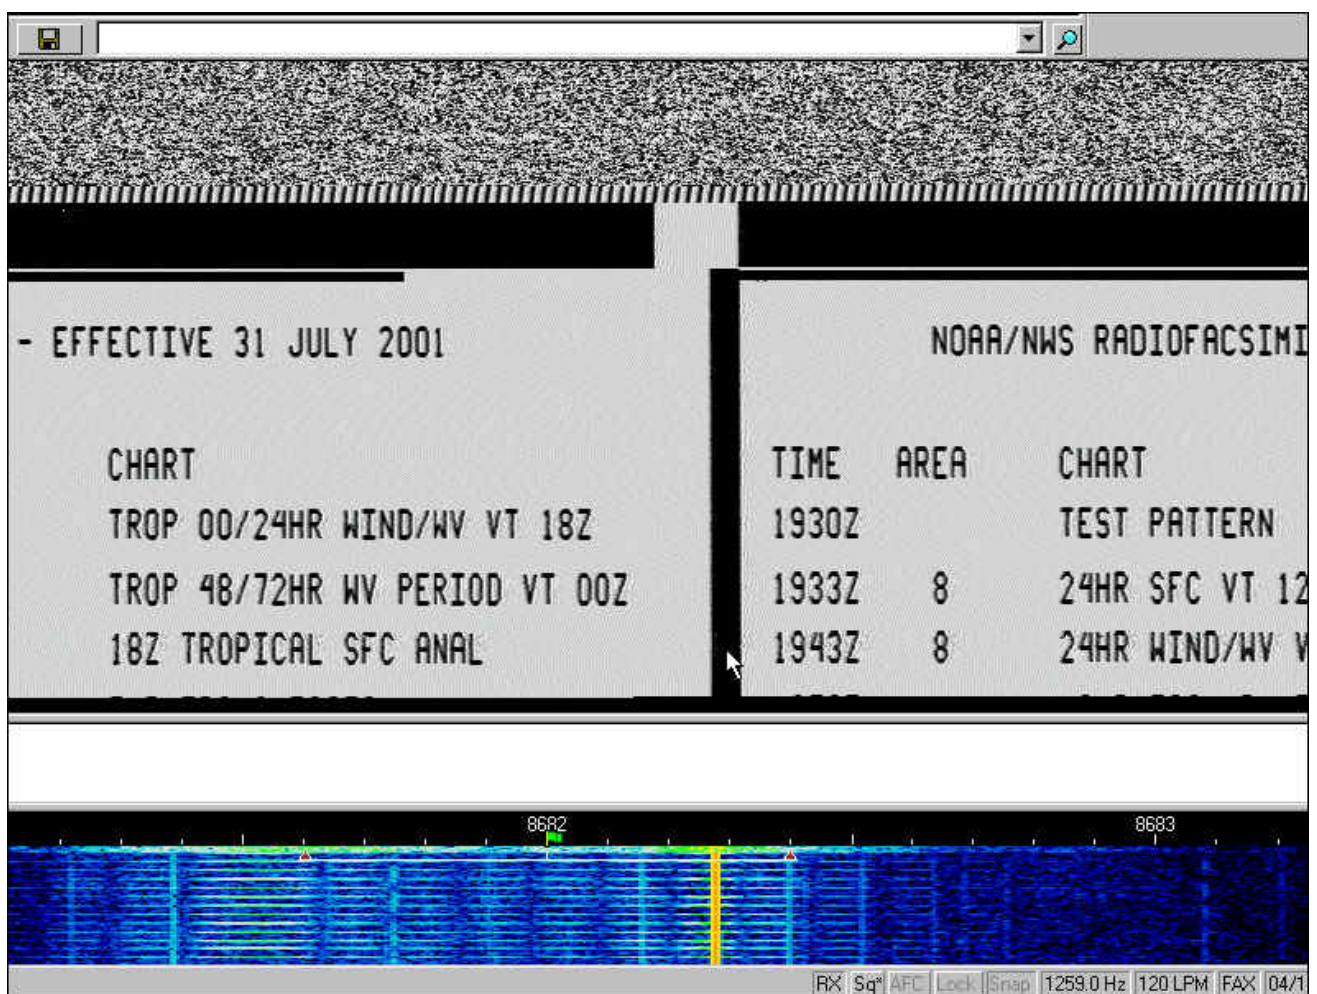 - EFFECTIVE 31 JULY 2001
NOAA/NWS RADIOFACSIMI
CHART
TIME AREA CHART
TROP 00/24HR WIND/WV VT 18Z
1930Z TEST PATTERN
TROP 48/72HR WV PERIOD VT 00Z
1933Z 8 24HR SFC VT 12
18Z TROPICAL SFC ANAL
1943Z 8 24HR WIND/WV V
8682
8683
RX Sq* AFC Lock Snap 1259.0 Hz 120 LPM FAX 04/1